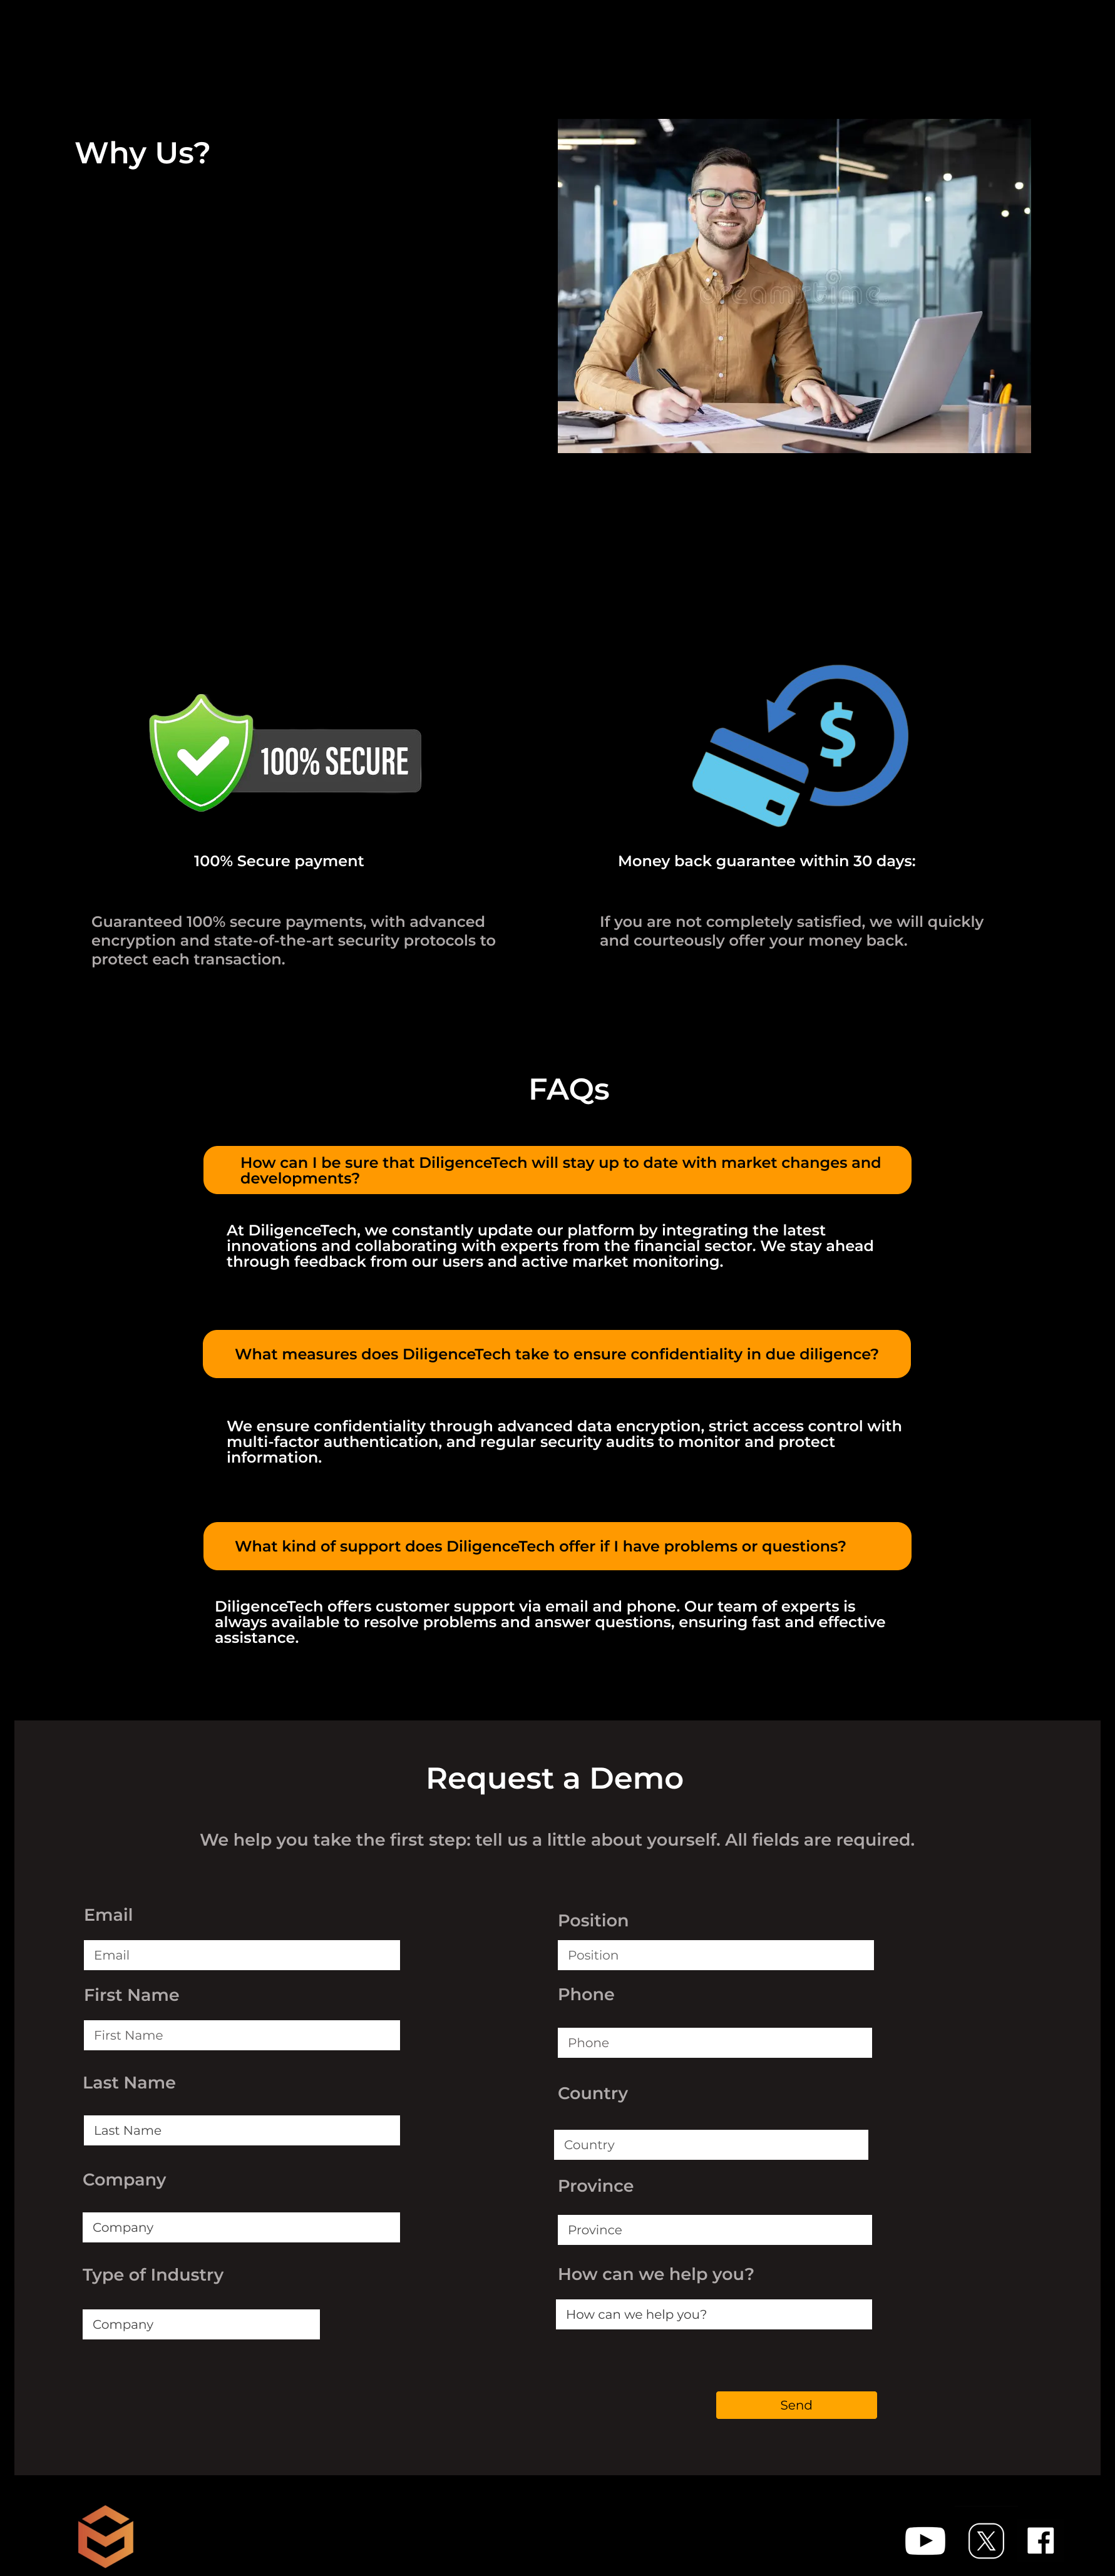 Why Us?
dreamstime
100% SECURE
$
100% Secure payment
Money back guarantee within 30 days:
Guaranteed 100% secure payments, with advanced
encryption and state-of-the-art security protocols to
protect each transaction.
If you are not completely satisfied, we will quickly
and courteously offer your money back.
FAQs
How can I be sure that DiligenceTech will stay up to date with market changes and
developments?
At DiligenceTech, we constantly update our platform by integrating the latest
innovations and collaborating with experts from the financial sector. We stay ahead
through feedback from our users and active market monitoring.
What measures does DiligenceTech take to ensure confidentiality in due diligence?
We ensure confidentiality through advanced data encryption, strict access control with
multi-factor authentication, and regular security audits to monitor and protect
information.
What kind of support does DiligenceTech offer if I have problems or questions?
DiligenceTech offers customer support via email and phone. Our team of experts is
always available to resolve problems and answer questions, ensuring fast and effective
assistance.
Request a Demo
We help you take the first step: tell us a little about yourself. All fields are required.
Email
Email
First Name
First Name
Last Name
Last Name
Company
Company
Type of Industry
Company
Position
Position
Phone
Phone
Country
Country
Province
Province
How can we help you?
How can we help you?
Send